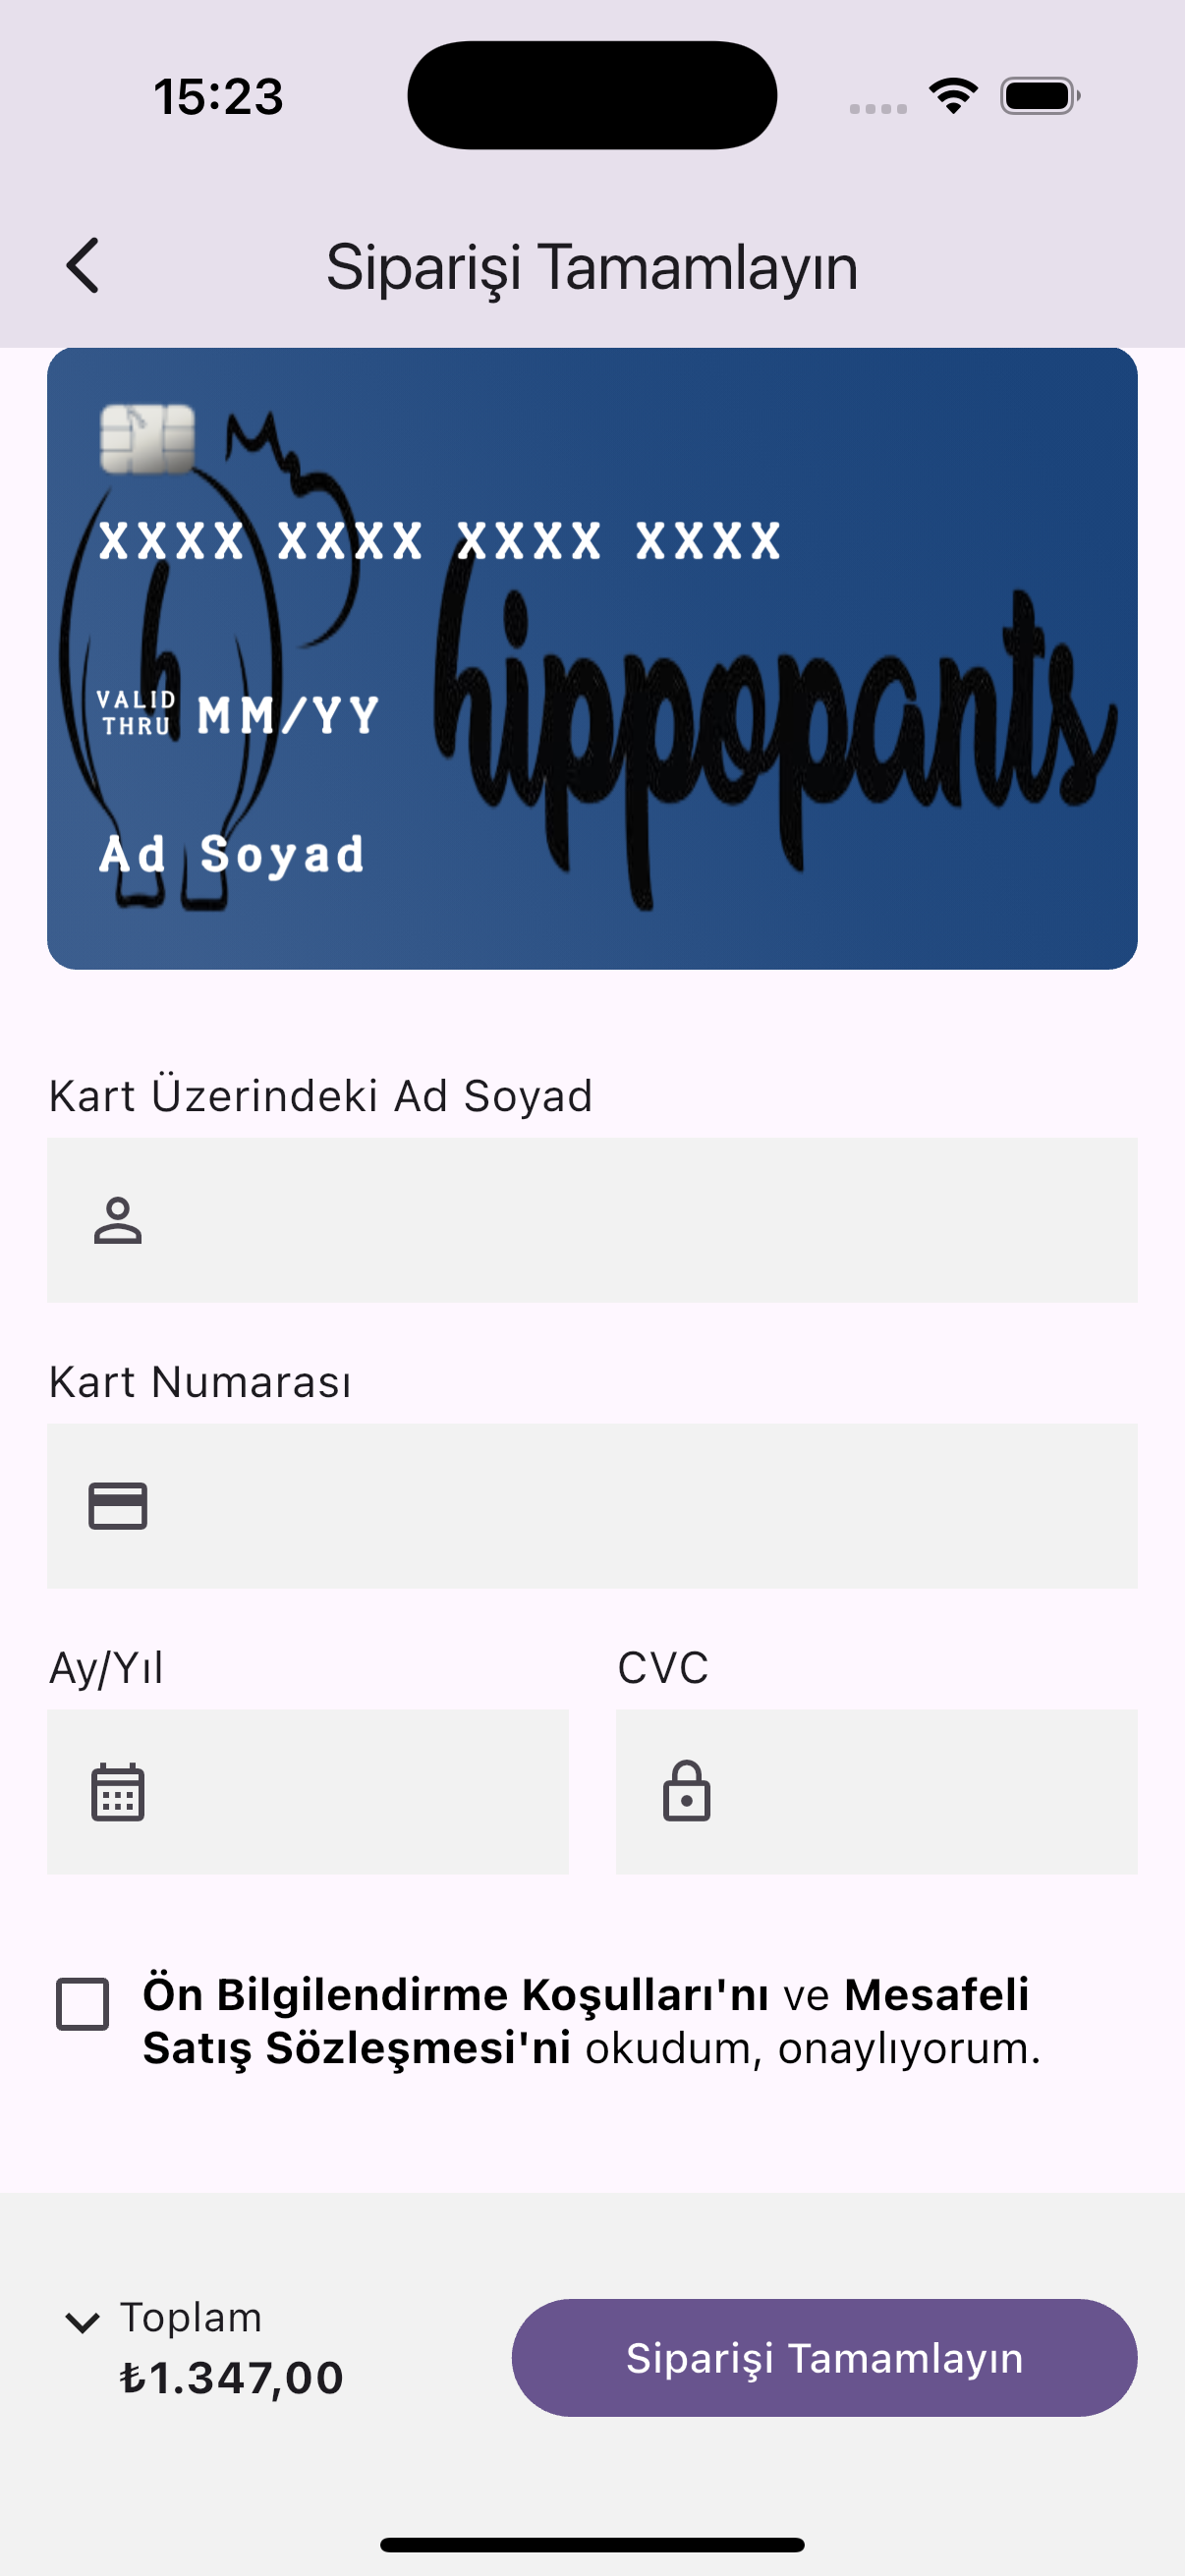 15:23
Siparişi Tamamlayın
XXXX XXXX XXXX XXXX
h
hippopants
VALID
THRU
MM/YY
Ad Soyad
Kart Üzerindeki Ad Soyad
Kart Numarası
Ay/Yıl
CVC
Ön Bilgilendirme Koşulları'nı ve Mesafeli
Satış Sözleşmesi'ni okudum, onaylıyorum.
Toplam
₺1.347,00
Siparişi Tamamlayın